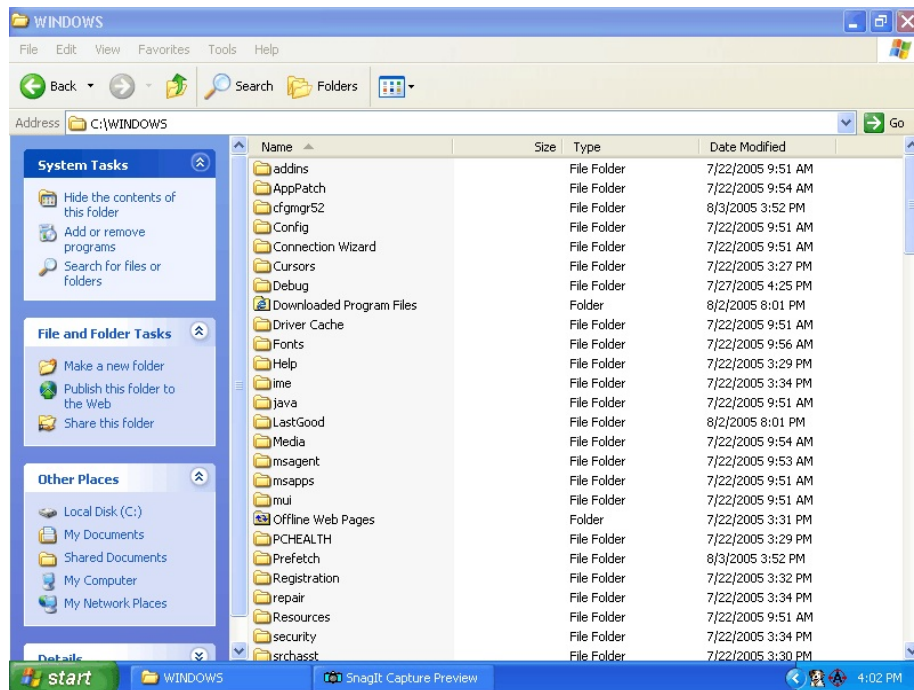 WINDOWS
File Edit View Favorites Tools Help
Back Search Folders
Address C:\WINDOWS Go
System Tasks
Hide the contents of
this folder
Add or remove
programs
Search for files or
folders
File and Folder Tasks
Make a new folder
Publish this folder to
the Web
Share this folder
Other Places
Local Disk (C:)
My Documents
Shared Documents
My Computer
My Network Places
Details
Name Size Type Date Modified
addins File Folder 7/22/2005 9:51 AM
AppPatch File Folder 7/22/2005 9:54 AM
cfgmgr52 File Folder 8/3/2005 3:52 PM
Config File Folder 7/22/2005 9:51 AM
Connection Wizard File Folder 7/22/2005 9:51 AM
Cursors File Folder 7/22/2005 3:27 PM
Debug File Folder 7/27/2005 4:25 PM
Downloaded Program Files Folder 8/2/2005 8:01 PM
Driver Cache File Folder 7/22/2005 9:51 AM
Fonts File Folder 7/22/2005 9:56 AM
Help File Folder 7/22/2005 3:29 PM
ime File Folder 7/22/2005 3:34 PM
java File Folder 7/22/2005 9:51 AM
LastGood File Folder 8/2/2005 8:01 PM
Media File Folder 7/22/2005 9:54 AM
msagent File Folder 7/22/2005 9:53 AM
msapps File Folder 7/22/2005 9:51 AM
mui File Folder 7/22/2005 9:51 AM
Offline Web Pages Folder 7/22/2005 3:31 PM
PCHEALTH File Folder 7/22/2005 3:29 PM
Prefetch File Folder 8/3/2005 3:52 PM
Registration File Folder 7/22/2005 3:32 PM
repair File Folder 7/22/2005 3:34 PM
Resources File Folder 7/22/2005 9:51 AM
security File Folder 7/22/2005 3:34 PM
srchasst File Folder 7/22/2005 3:30 PM
start WINDOWS SnagIt Capture Preview 4:02 PM